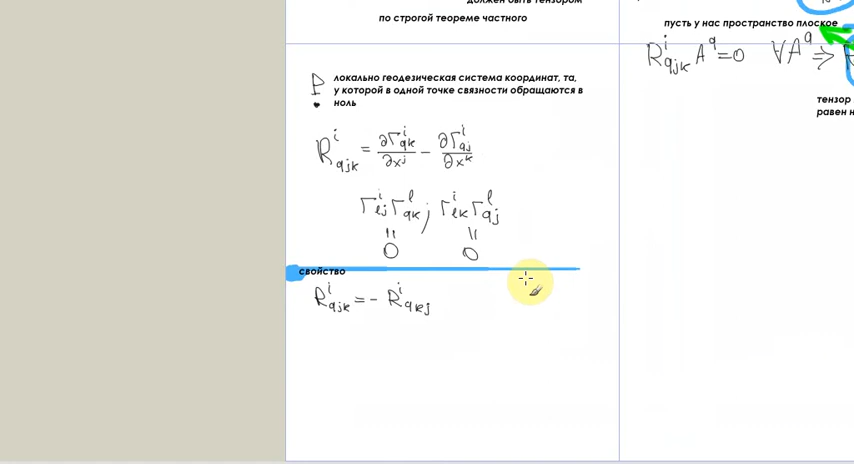 должен быть тензором
по строгой теореме частного
локально геодезическая система координат, та,
у которой в одной точке связности обращаются в
ноль
R^i_{qjk} = ∂Γ^i_{qk}/∂x^j − ∂Γ^i_{qj}/∂x^k
Γ^i_{lj} Γ^l_{qk} ; Γ^i_{lk} Γ^l_{qj}
= =
0 0
свойство
R^i_{qjk} = − R^i_{qkj}
пусть у нас пространство плоское
R^i_{qjk} A^q = 0 ∀A^q ⇒
тензор
равен